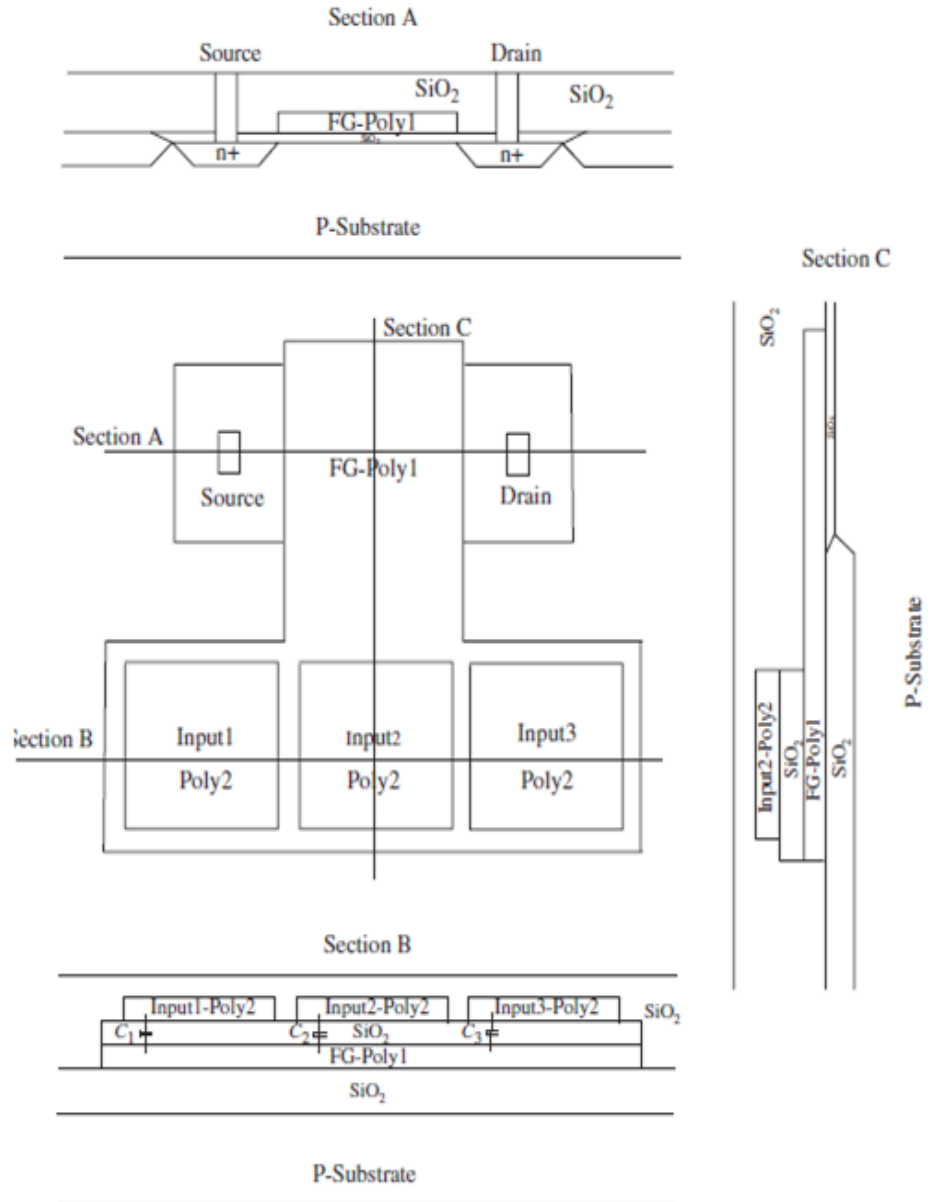 Section A
Source
Drain
SiO₂
SiO₂
FG-Poly1
SiO₂
n+
n+
P-Substrate
Section C
Section A
FG-Poly1
Source
Drain
Section B
Input1
Input2
Input3
Poly2
Poly2
Poly2
Section C
SiO₂
SiO₂
Input2-Poly2
SiO₂
FG-Poly1
SiO₂
P-Substrate
Section B
Input1-Poly2
Input2-Poly2
Input3-Poly2
SiO₂
C₁
C₂
SiO₂
C₃
FG-Poly1
SiO₂
P-Substrate